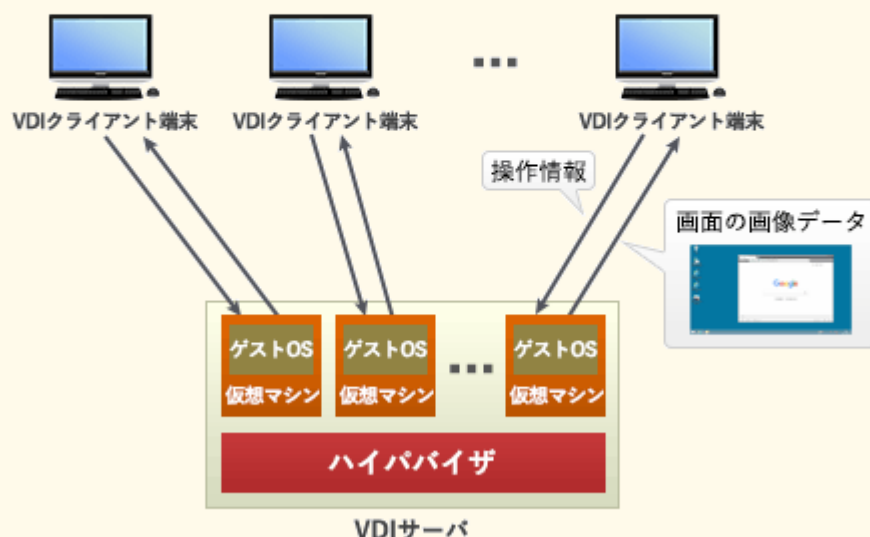 VDIクライアント端末
VDIクライアント端末
VDIクライアント端末
操作情報
画面の画像データ
Google
ゲストOS
ゲストOS
ゲストOS
仮想マシン
仮想マシン
仮想マシン
ハイパバイザ
VDIサーバ